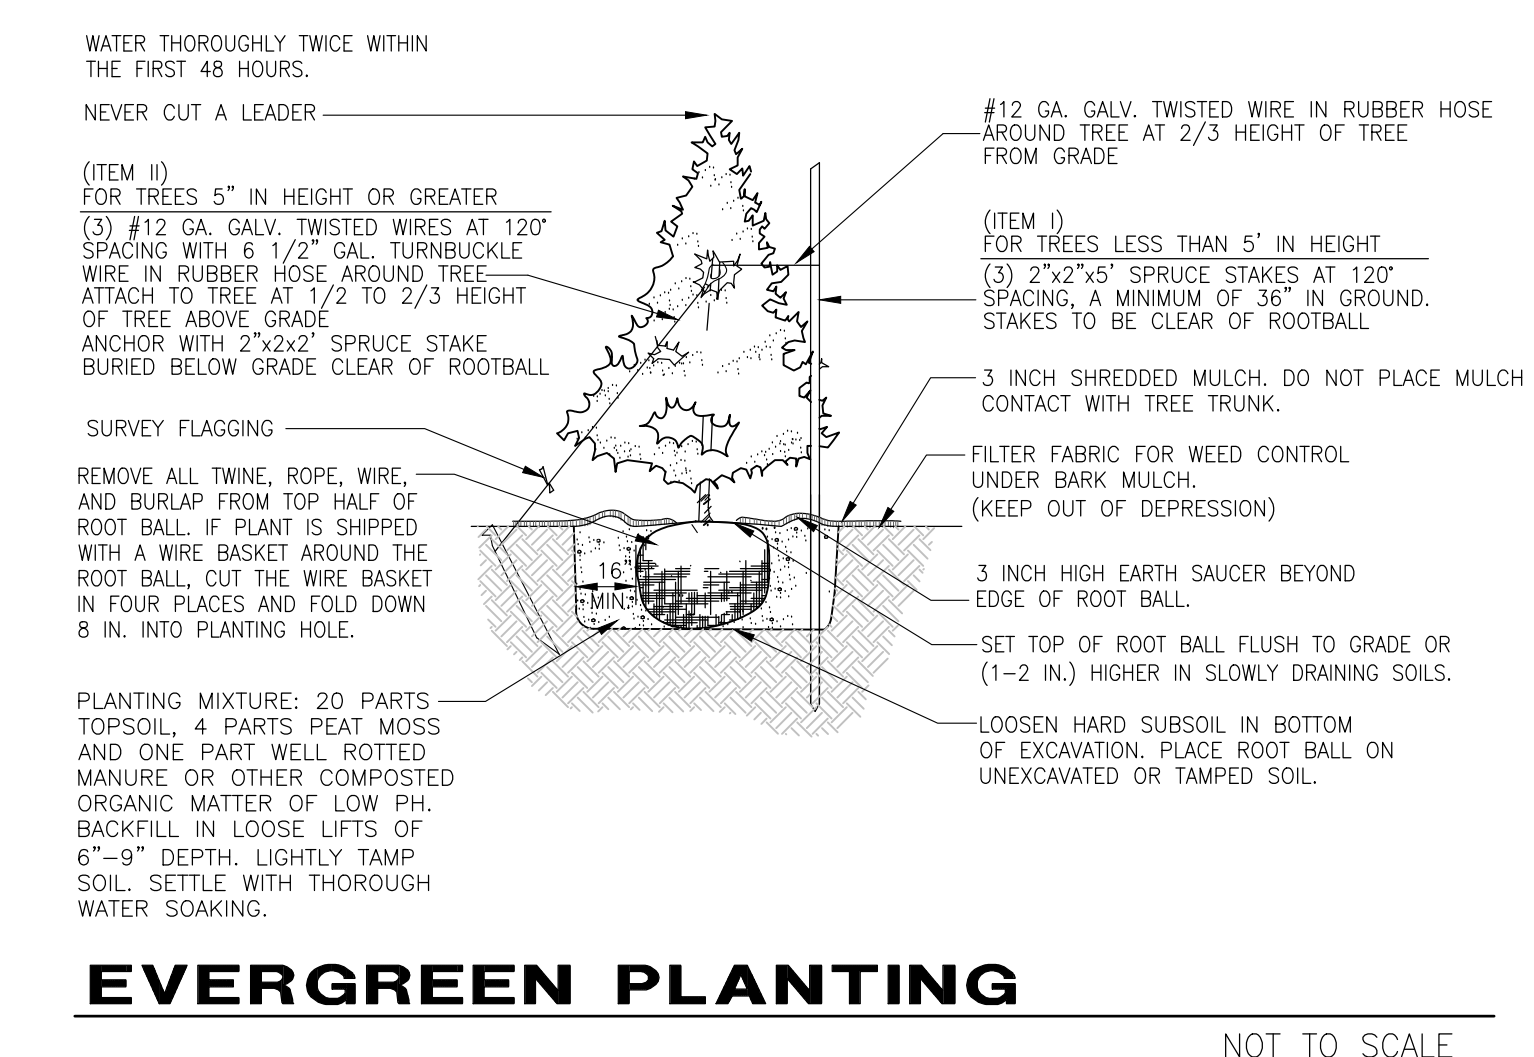 WATER THOROUGHLY TWICE WITHIN
THE FIRST 48 HOURS.
NEVER CUT A LEADER
(ITEM II)
FOR TREES 5" IN HEIGHT OR GREATER
(3) #12 GA. GALV. TWISTED WIRES AT 120°
SPACING WITH 6 1/2" GAL. TURNBUCKLE
WIRE IN RUBBER HOSE AROUND TREE
ATTACH TO TREE AT 1/2 TO 2/3 HEIGHT
OF TREE ABOVE GRADE
ANCHOR WITH 2"x2x2' SPRUCE STAKE
BURIED BELOW GRADE CLEAR OF ROOTBALL
SURVEY FLAGGING
REMOVE ALL TWINE, ROPE, WIRE,
AND BURLAP FROM TOP HALF OF
ROOT BALL. IF PLANT IS SHIPPED
WITH A WIRE BASKET AROUND THE
ROOT BALL, CUT THE WIRE BASKET
IN FOUR PLACES AND FOLD DOWN
8 IN. INTO PLANTING HOLE.
PLANTING MIXTURE: 20 PARTS
TOPSOIL, 4 PARTS PEAT MOSS
AND ONE PART WELL ROTTED
MANURE OR OTHER COMPOSTED
ORGANIC MATTER OF LOW PH.
BACKFILL IN LOOSE LIFTS OF
6"-9" DEPTH. LIGHTLY TAMP
SOIL. SETTLE WITH THOROUGH
WATER SOAKING.
16"
MIN.
#12 GA. GALV. TWISTED WIRE IN RUBBER HOSE
AROUND TREE AT 2/3 HEIGHT OF TREE
FROM GRADE
(ITEM I)
FOR TREES LESS THAN 5' IN HEIGHT
(3) 2"x2"x5' SPRUCE STAKES AT 120°
SPACING, A MINIMUM OF 36" IN GROUND.
STAKES TO BE CLEAR OF ROOTBALL
3 INCH SHREDDED MULCH. DO NOT PLACE MULCH
CONTACT WITH TREE TRUNK.
FILTER FABRIC FOR WEED CONTROL
UNDER BARK MULCH.
(KEEP OUT OF DEPRESSION)
3 INCH HIGH EARTH SAUCER BEYOND
EDGE OF ROOT BALL.
SET TOP OF ROOT BALL FLUSH TO GRADE OR
(1-2 IN.) HIGHER IN SLOWLY DRAINING SOILS.
LOOSEN HARD SUBSOIL IN BOTTOM
OF EXCAVATION. PLACE ROOT BALL ON
UNEXCAVATED OR TAMPED SOIL.
EVERGREEN PLANTING
NOT TO SCALE